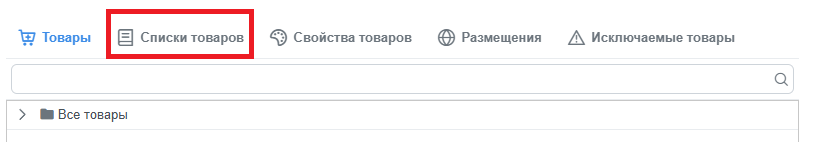 Товары Списки товаров Свойства товаров Размещения Исключаемые товары
Все товары